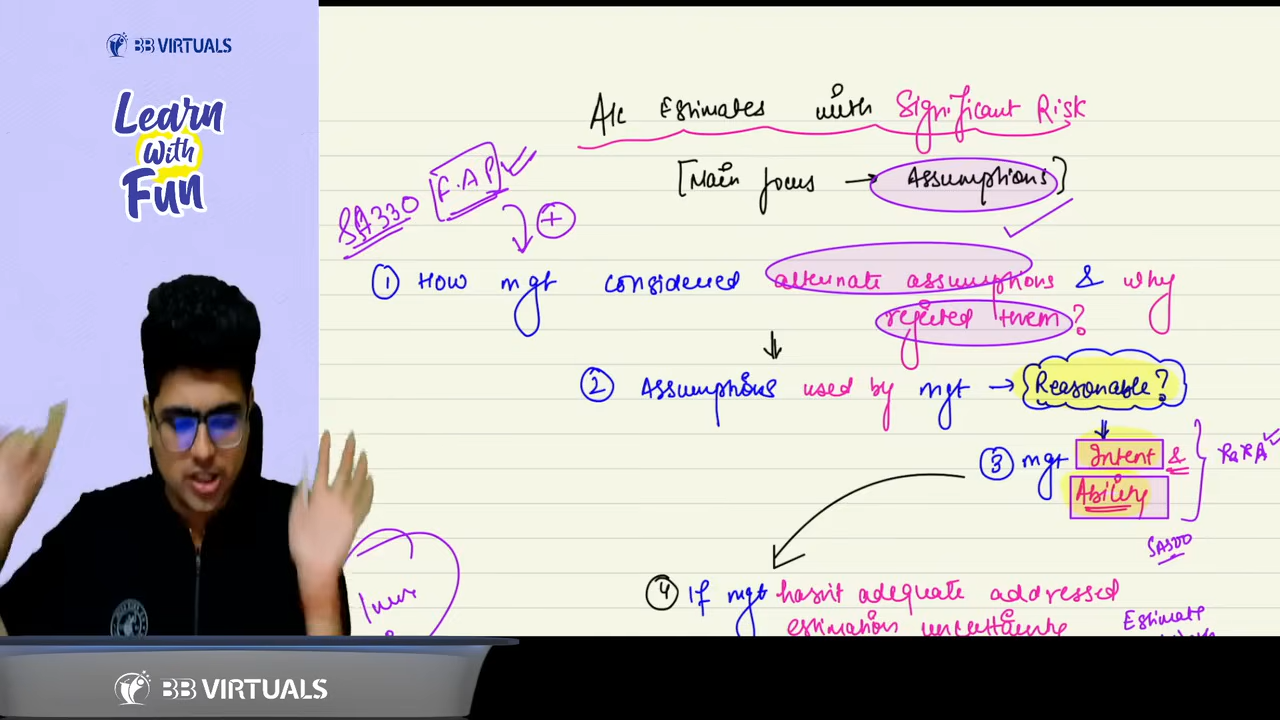 BB VIRTUALS
Learn
With
Fun
A/c Estimates with Significant Risk
[Main focus → Assumptions]
SA330 F.A.P
+
① How mgt considered alternate assumptions & why
rejected them?
② Assumptions used by mgt → Reasonable?
③ mgt Intent &
Ability
SA500
④ If mgt hasn't adequate addressed
estimation
Estimate
BB VIRTUALS